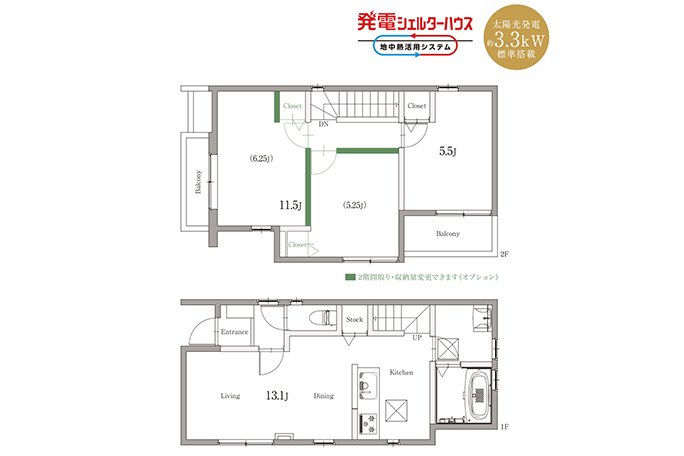 発電シェルターハウス
地中熱活用システム
太陽光発電
約3.3kW
標準搭載
Closet
DN
Closet
(6.25J)
5.5J
Balcony
11.5J
(5.25J)
Closet
Balcony
2F
2階間取り・収納量変更できます(オプション)
Entrance
Stock
UP
Kitchen
Living
13.1J
Dining
1F